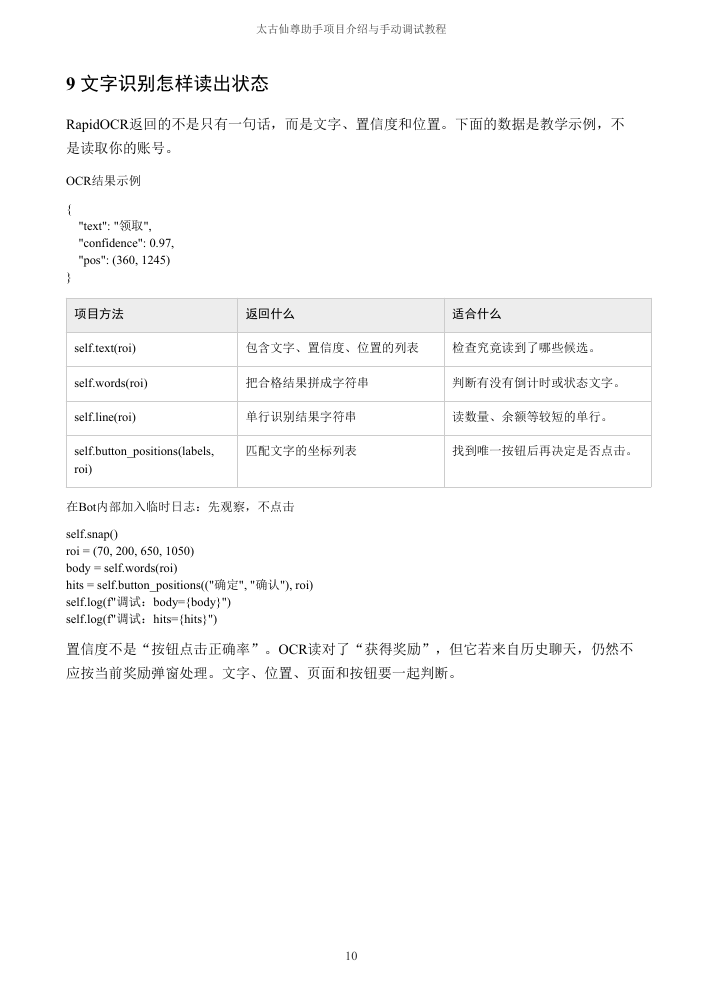 太古仙尊助手项目介绍与手动调试教程
9 文字识别怎样读出状态
RapidOCR返回的不是只有一句话，而是文字、置信度和位置。下面的数据是教学示例，不
是读取你的账号。
OCR结果示例
{
    "text": "领取",
    "confidence": 0.97,
    "pos": (360, 1245)
}
项目方法 返回什么 适合什么
self.text(roi) 包含文字、置信度、位置的列表 检查究竟读到了哪些候选。
self.words(roi) 把合格结果拼成字符串 判断有没有倒计时或状态文字。
self.line(roi) 单行识别结果字符串 读数量、余额等较短的单行。
self.button_positions(labels, 匹配文字的坐标列表 找到唯一按钮后再决定是否点击。
roi)
在Bot内部加入临时日志：先观察，不点击
self.snap()
roi = (70, 200, 650, 1050)
body = self.words(roi)
hits = self.button_positions(("确定", "确认"), roi)
self.log(f"调试：body={body}")
self.log(f"调试：hits={hits}")
置信度不是“按钮点击正确率”。OCR读对了“获得奖励”，但它若来自历史聊天，仍然不
应按当前奖励弹窗处理。文字、位置、页面和按钮要一起判断。
10